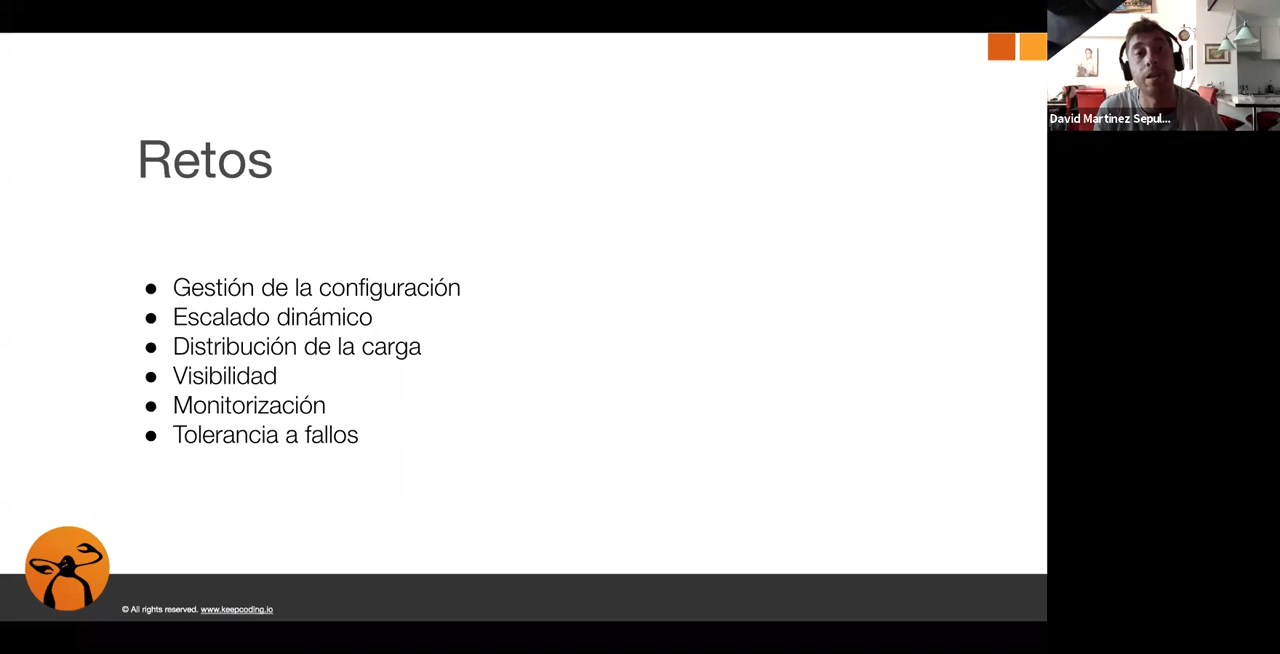 Retos
● Gestión de la configuración
● Escalado dinámico
● Distribución de la carga
● Visibilidad
● Monitorización
● Tolerancia a fallos
© All rights reserved. www.keepcoding.io
David Martinez Sepul...